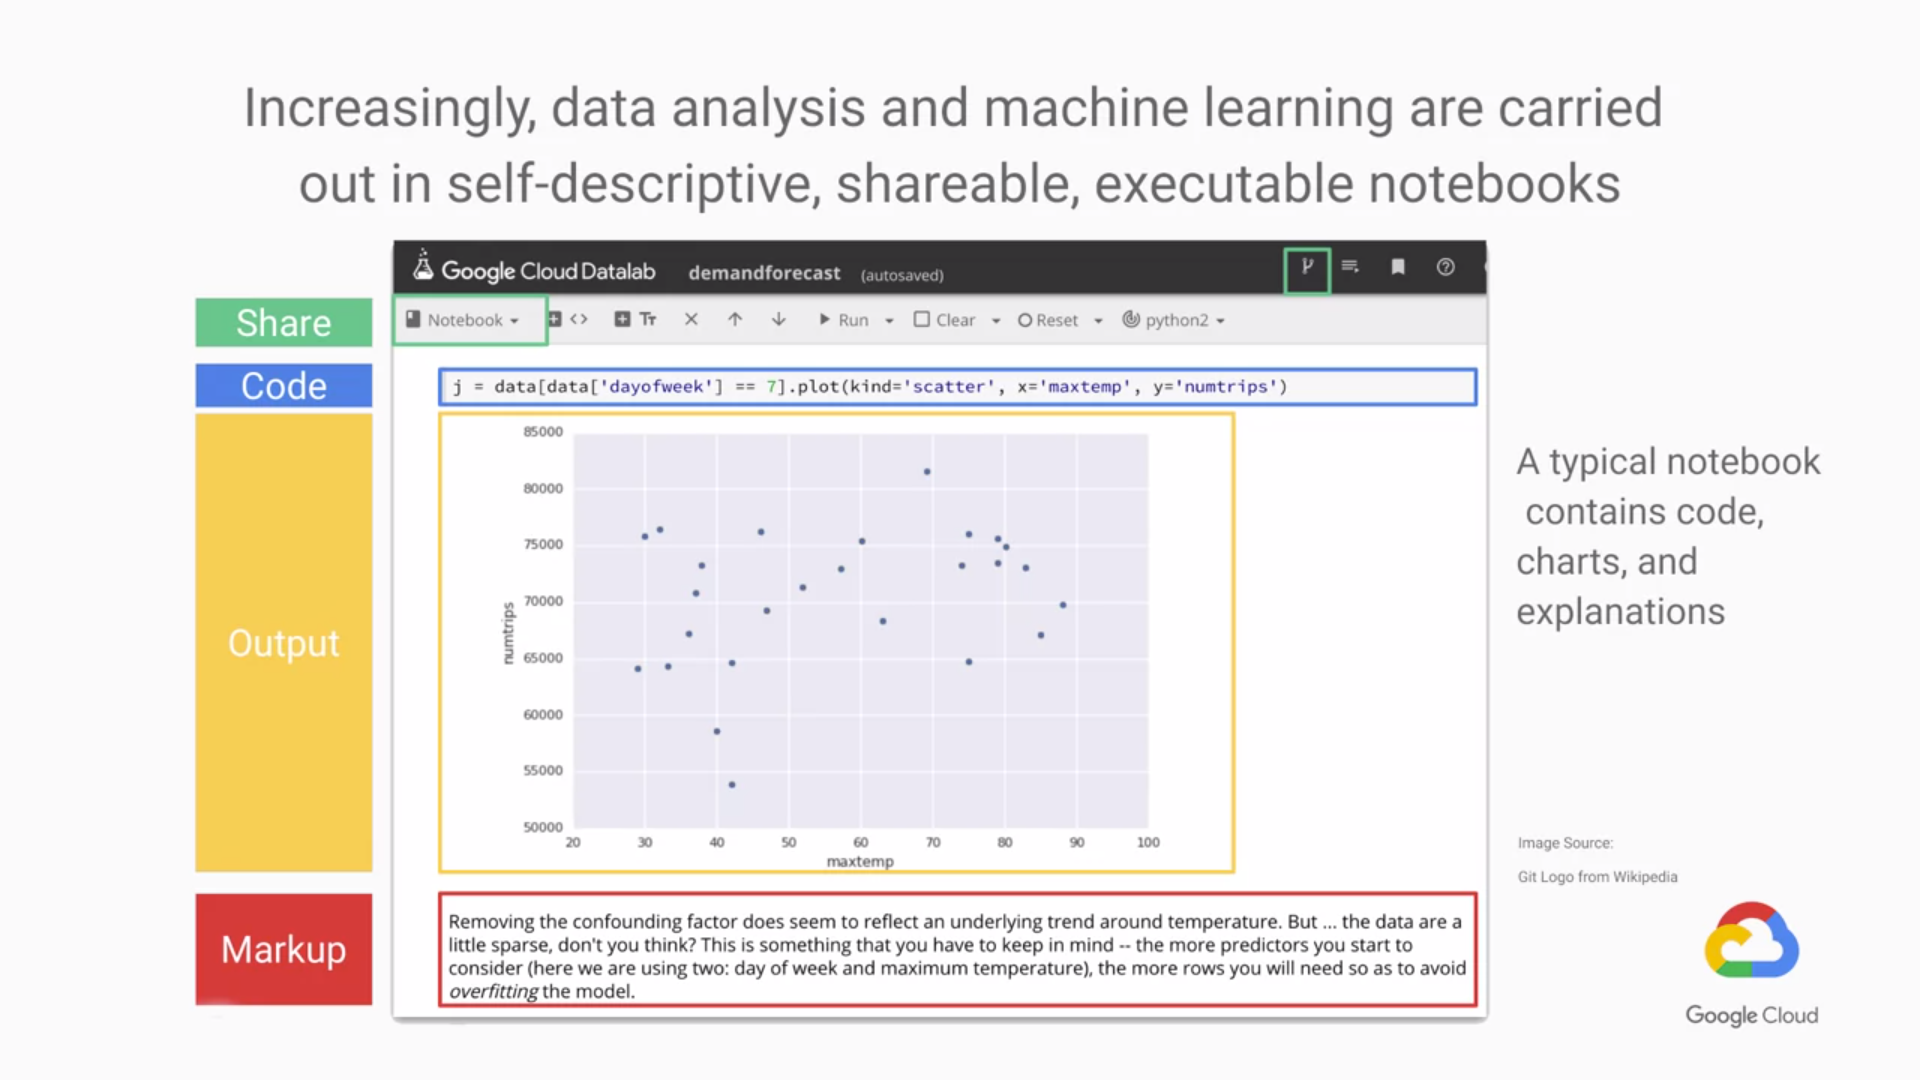 Increasingly, data analysis and machine learning are carried
out in self-descriptive, shareable, executable notebooks
Google Cloud Datalab demandforecast (autosaved)
Share
Notebook <> Tт Run Clear Reset python2
Code
j = data[data['dayofweek'] == 7].plot(kind='scatter', x='maxtemp', y='numtrips')
Output
85000
80000
75000
70000
65000
60000
55000
50000
numtrips
20 30 40 50 60 70 80 90 100
maxtemp
A typical notebook
contains code,
charts, and
explanations
Markup
Removing the confounding factor does seem to reflect an underlying trend around temperature. But ... the data are a
little sparse, don't you think? This is something that you have to keep in mind -- the more predictors you start to
consider (here we are using two: day of week and maximum temperature), the more rows you will need so as to avoid
overfitting the model.
Image Source:
Git Logo from Wikipedia
Google Cloud